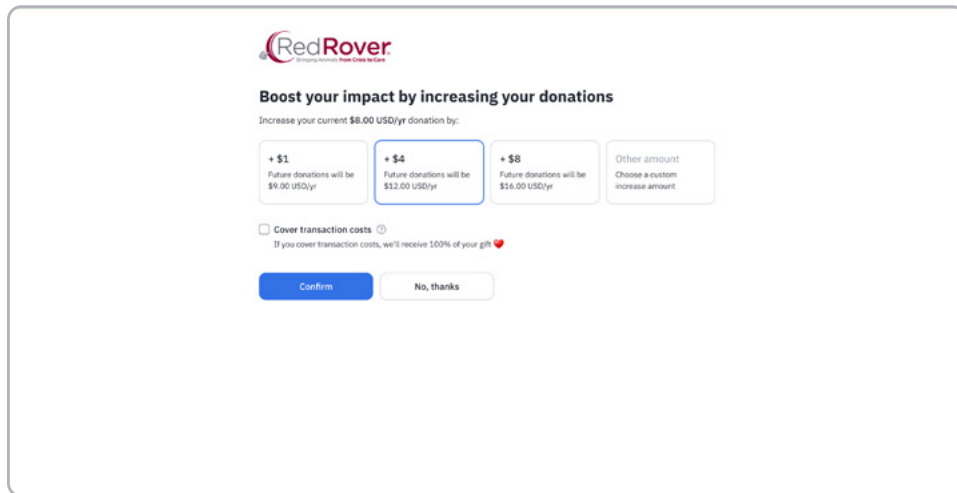 RedRover
Bringing Animals From Crisis to Care
Boost your impact by increasing your donations
Increase your current $8.00 USD/yr donation by:
+ $1
Future donations will be
$9.00 USD/yr
+ $4
Future donations will be
$12.00 USD/yr
+ $8
Future donations will be
$16.00 USD/yr
Other amount
Choose a custom
increase amount
Cover transaction costs ?
If you cover transaction costs, we'll receive 100% of your gift ❤️
Confirm
No, thanks